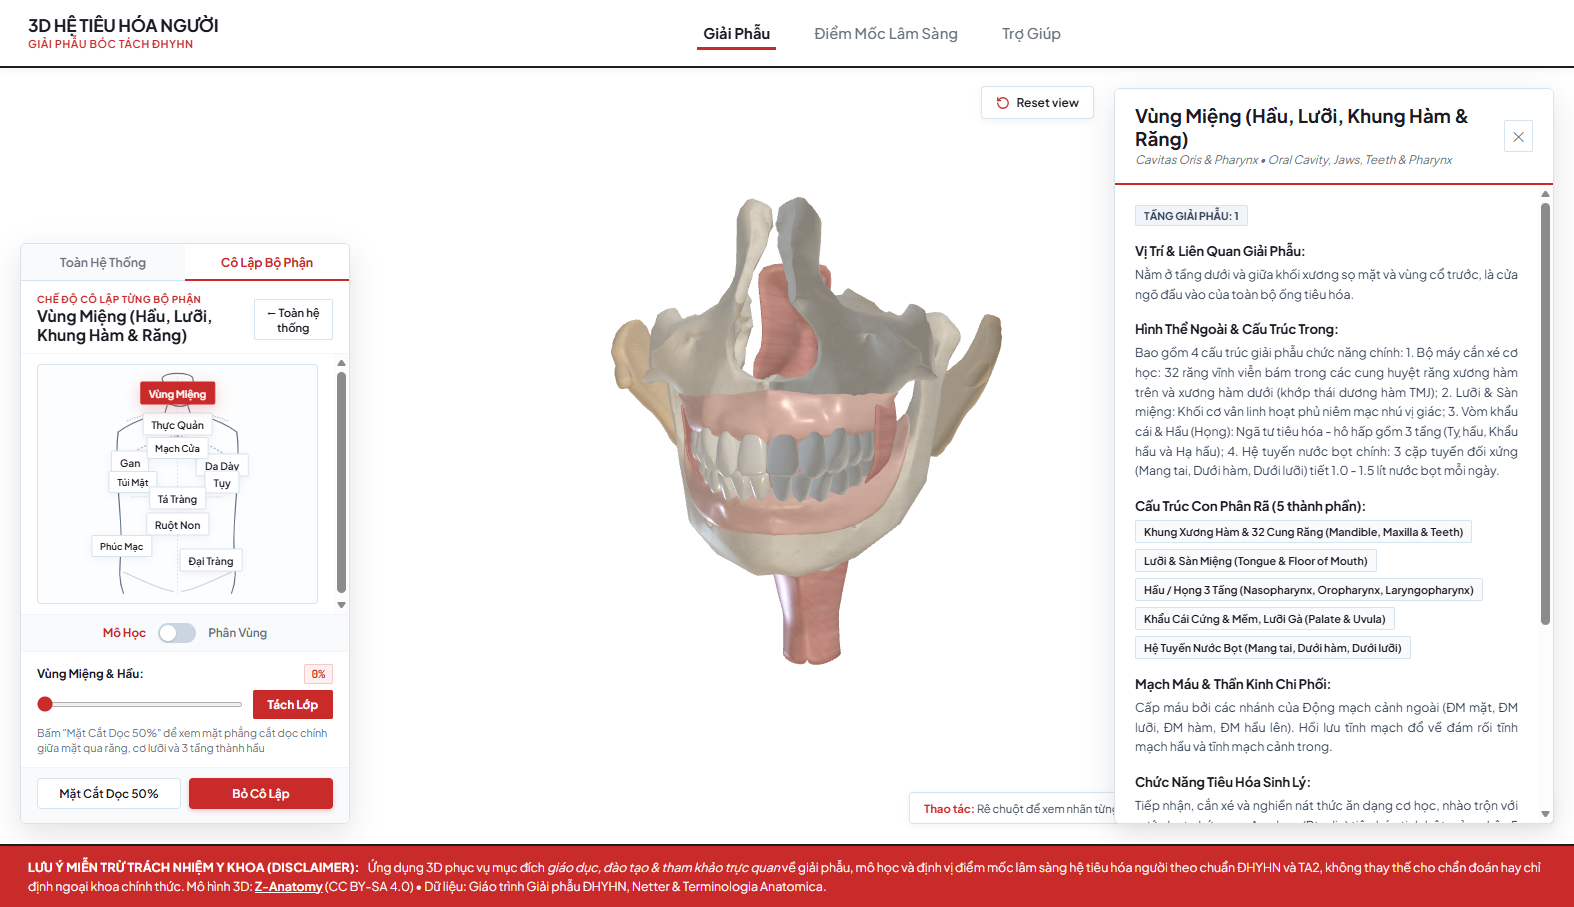 3D HỆ TIÊU HÓA NGƯỜI
GIẢI PHẪU BÓC TÁCH ĐHYHN
Giải Phẫu
Điểm Mốc Lâm Sàng
Trợ Giúp
Reset view
Toàn Hệ Thống
Cô Lập Bộ Phận
CHẾ ĐỘ CÔ LẬP TỪNG BỘ PHẬN
Vùng Miệng (Hầu, Lưỡi,
Khung Hàm & Răng)
← Toàn hệ
thống
Vùng Miệng
Thực Quản
Mạch Cửa
Gan
Dạ Dày
Túi Mật
Tụy
Tá Tràng
Ruột Non
Phúc Mạc
Đại Tràng
Mô Học
Phân Vùng
Vùng Miệng & Hầu:
0%
Tách Lớp
Bấm "Mặt Cắt Dọc 50%" để xem mặt phẳng cắt dọc chính
giữa mặt qua răng, cơ lưỡi và 3 tầng thành hầu
Mặt Cắt Dọc 50%
Bỏ Cô Lập
Thao tác: Rê chuột để xem nhãn từng
Vùng Miệng (Hầu, Lưỡi, Khung Hàm &
Răng)
Cavitas Oris & Pharynx • Oral Cavity, Jaws, Teeth & Pharynx
TẦNG GIẢI PHẪU: 1
Vị Trí & Liên Quan Giải Phẫu:
Nằm ở tầng dưới và giữa khối xương sọ mặt và vùng cổ trước, là cửa
ngõ đầu vào của toàn bộ ống tiêu hóa.
Hình Thể Ngoài & Cấu Trúc Trong:
Bao gồm 4 cấu trúc giải phẫu chức năng chính: 1. Bộ máy cắn xé cơ
học: 32 răng vĩnh viễn bám trong các cung huyệt răng xương hàm
trên và xương hàm dưới (khớp thái dương hàm TMJ); 2. Lưỡi & Sàn
miệng: Khối cơ vân linh hoạt phủ niêm mạc nhú vị giác; 3. Vòm khẩu
cái & Hầu (Họng): Ngã tư tiêu hóa - hô hấp gồm 3 tầng (Tỵ hầu, Khẩu
hầu và Hạ hầu); 4. Hệ tuyến nước bọt chính: 3 cặp tuyến đối xứng
(Mang tai, Dưới hàm, Dưới lưỡi) tiết 1.0 - 1.5 lít nước bọt mỗi ngày.
Cấu Trúc Con Phân Rã (5 thành phần):
Khung Xương Hàm & 32 Cung Răng (Mandible, Maxilla & Teeth)
Lưỡi & Sàn Miệng (Tongue & Floor of Mouth)
Hầu / Họng 3 Tầng (Nasopharynx, Oropharynx, Laryngopharynx)
Khẩu Cái Cứng & Mềm, Lưỡi Gà (Palate & Uvula)
Hệ Tuyến Nước Bọt (Mang tai, Dưới hàm, Dưới lưỡi)
Mạch Máu & Thần Kinh Chi Phối:
Cấp máu bởi các nhánh của Động mạch cảnh ngoài (ĐM mặt, ĐM
lưỡi, ĐM hàm, ĐM hầu lên). Hồi lưu tĩnh mạch đổ về đám rối tĩnh
mạch hầu và tĩnh mạch cảnh trong.
Chức Năng Tiêu Hóa Sinh Lý:
Tiếp nhận, cắn xé và nghiền nát thức ăn dạng cơ học, nhào trộn với
LƯU Ý MIỄN TRỪ TRÁCH NHIỆM Y KHOA (DISCLAIMER): Ứng dụng 3D phục vụ mục đích giáo dục, đào tạo & tham khảo trực quan về giải phẫu, mô học và định vị điểm mốc lâm sàng hệ tiêu hóa người theo chuẩn ĐHYHN và TA2, không thay thế cho chẩn đoán hay chỉ
định ngoại khoa chính thức. Mô hình 3D: Z-Anatomy (CC BY-SA 4.0) • Dữ liệu: Giáo trình Giải phẫu ĐHYHN, Netter & Terminologia Anatomica.